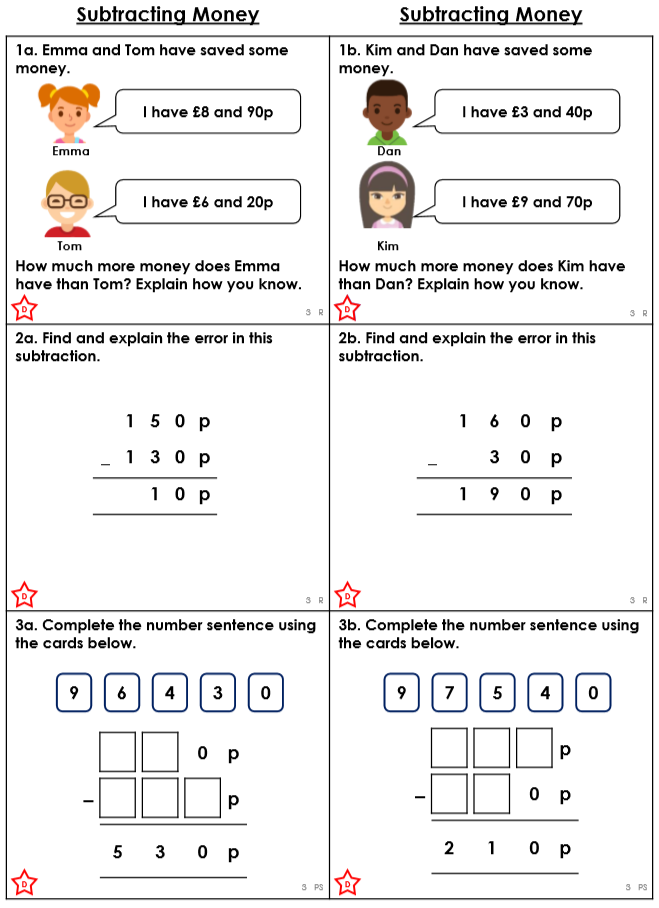 Subtracting Money
1a. Emma and Tom have saved some
money.
I have £8 and 90p
Emma
I have £6 and 20p
Tom
How much more money does Emma
have than Tom? Explain how you know.
D
3 R
Subtracting Money
1b. Kim and Dan have saved some
money.
I have £3 and 40p
Dan
I have £9 and 70p
Kim
How much more money does Kim have
than Dan? Explain how you know.
D
3 R
2a. Find and explain the error in this
subtraction.
1 5 0 p
_ 1 3 0 p
1 0 p
D
3 R
2b. Find and explain the error in this
subtraction.
1 6 0 p
_ 3 0 p
1 9 0 p
D
3 R
3a. Complete the number sentence using
the cards below.
9 6 4 3 0
0 p
– p
5 3 0 p
D
3 PS
3b. Complete the number sentence using
the cards below.
9 7 5 4 0
p
– 0 p
2 1 0 p
D
3 PS